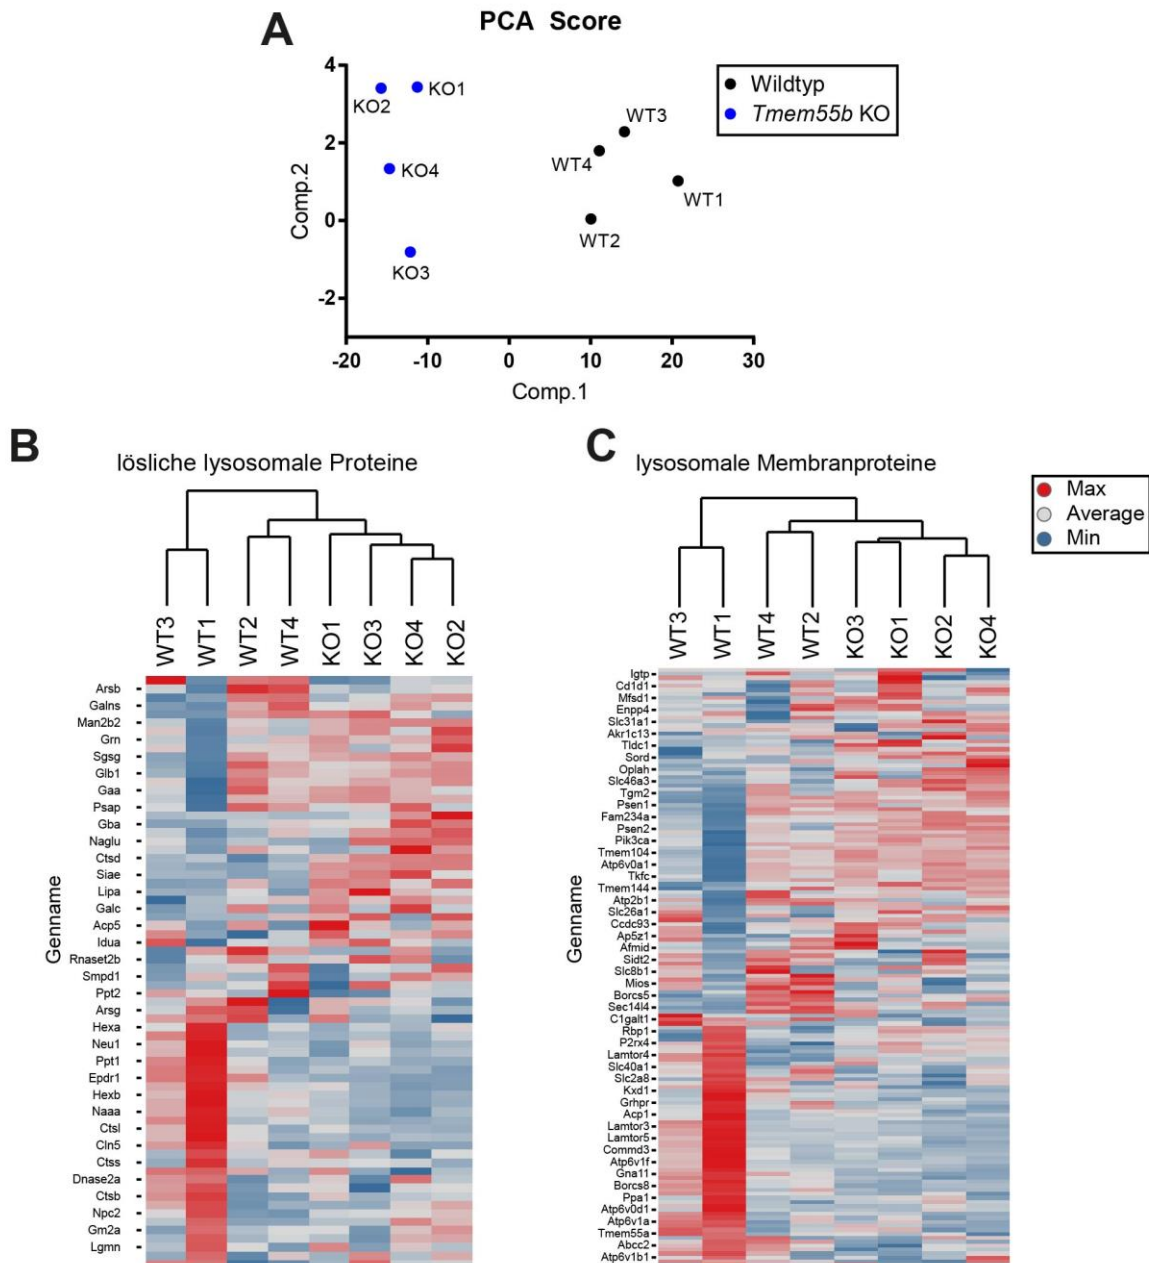 A
PCA Score
4
2
0
-2
Comp.2
KO2
KO1
KO4
KO3
WT3
WT4
WT1
WT2
-20
-10
0
10
20
30
Comp.1
Wildtyp
Tmem55b KO
B
lösliche lysosomale Proteine
WT3
WT1
WT2
WT4
KO1
KO3
KO4
KO2
Genname
Arsb
Galns
Man2b2
Grn
Sgsg
Glb1
Gaa
Psap
Gba
Naglu
Ctsd
Siae
Lipa
Galc
Acp5
Idua
Rnaset2b
Smpd1
Ppt2
Arsg
Hexa
Neu1
Ppt1
Epdr1
Hexb
Naaa
Ctsl
Cln5
Ctss
Dnase2a
Ctsb
Npc2
Gm2a
Lgmn
C
lysosomale Membranproteine
Max
Average
Min
WT3
WT1
WT4
WT2
KO3
KO1
KO2
KO4
Genname
Igtp
Cd1d1
Mfsd1
Enpp4
Slc31a1
Akr1c13
Tldc1
Sord
Oplah
Slc46a3
Tgm2
Psen1
Fam234a
Psen2
Pik3ca
Tmem104
Atp6v0a1
Tkfc
Tmem144
Atp2b1
Slc26a1
Ccdc93
Ap5z1
Afmid
Sidt2
Slc8b1
Mios
Borcs5
Sec14l4
C1galt1
Rbp1
P2rx4
Lamtor4
Slc40a1
Slc2a8
Kxd1
Grhpr
Acp1
Lamtor3
Lamtor5
Commd3
Atp6v1f
Gna11
Borcs8
Ppa1
Atp6v0d1
Atp6v1a
Tmem55a
Abcc2
Atp6v1b1